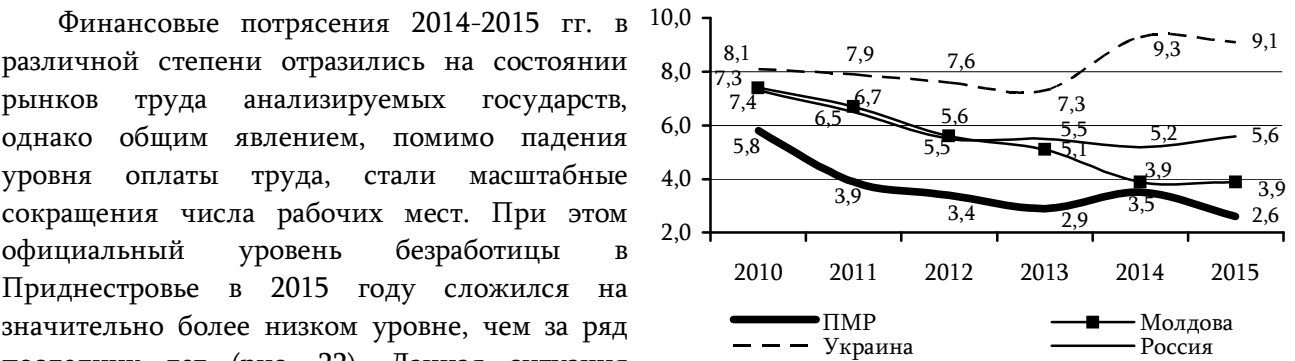 Финансовые потрясения 2014-2015 гг. в
различной степени отразились на состоянии
рынков труда анализируемых государств,
однако общим явлением, помимо падения
уровня оплаты труда, стали масштабные
сокращения числа рабочих мест. При этом
официальный уровень безработицы в
Приднестровье в 2015 году сложился на
значительно более низком уровне, чем за ряд
10,0
8,0
6,0
4,0
2,0
8,1 7,9 7,6 7,3 9,3 9,1
7,3 6,5 5,5 5,5 5,2 5,6
7,4 6,7 5,6 5,1 3,9 3,9
5,8 3,9 3,4 2,9 3,5 2,6
2010 2011 2012 2013 2014 2015
ПМР Молдова
Украина Россия